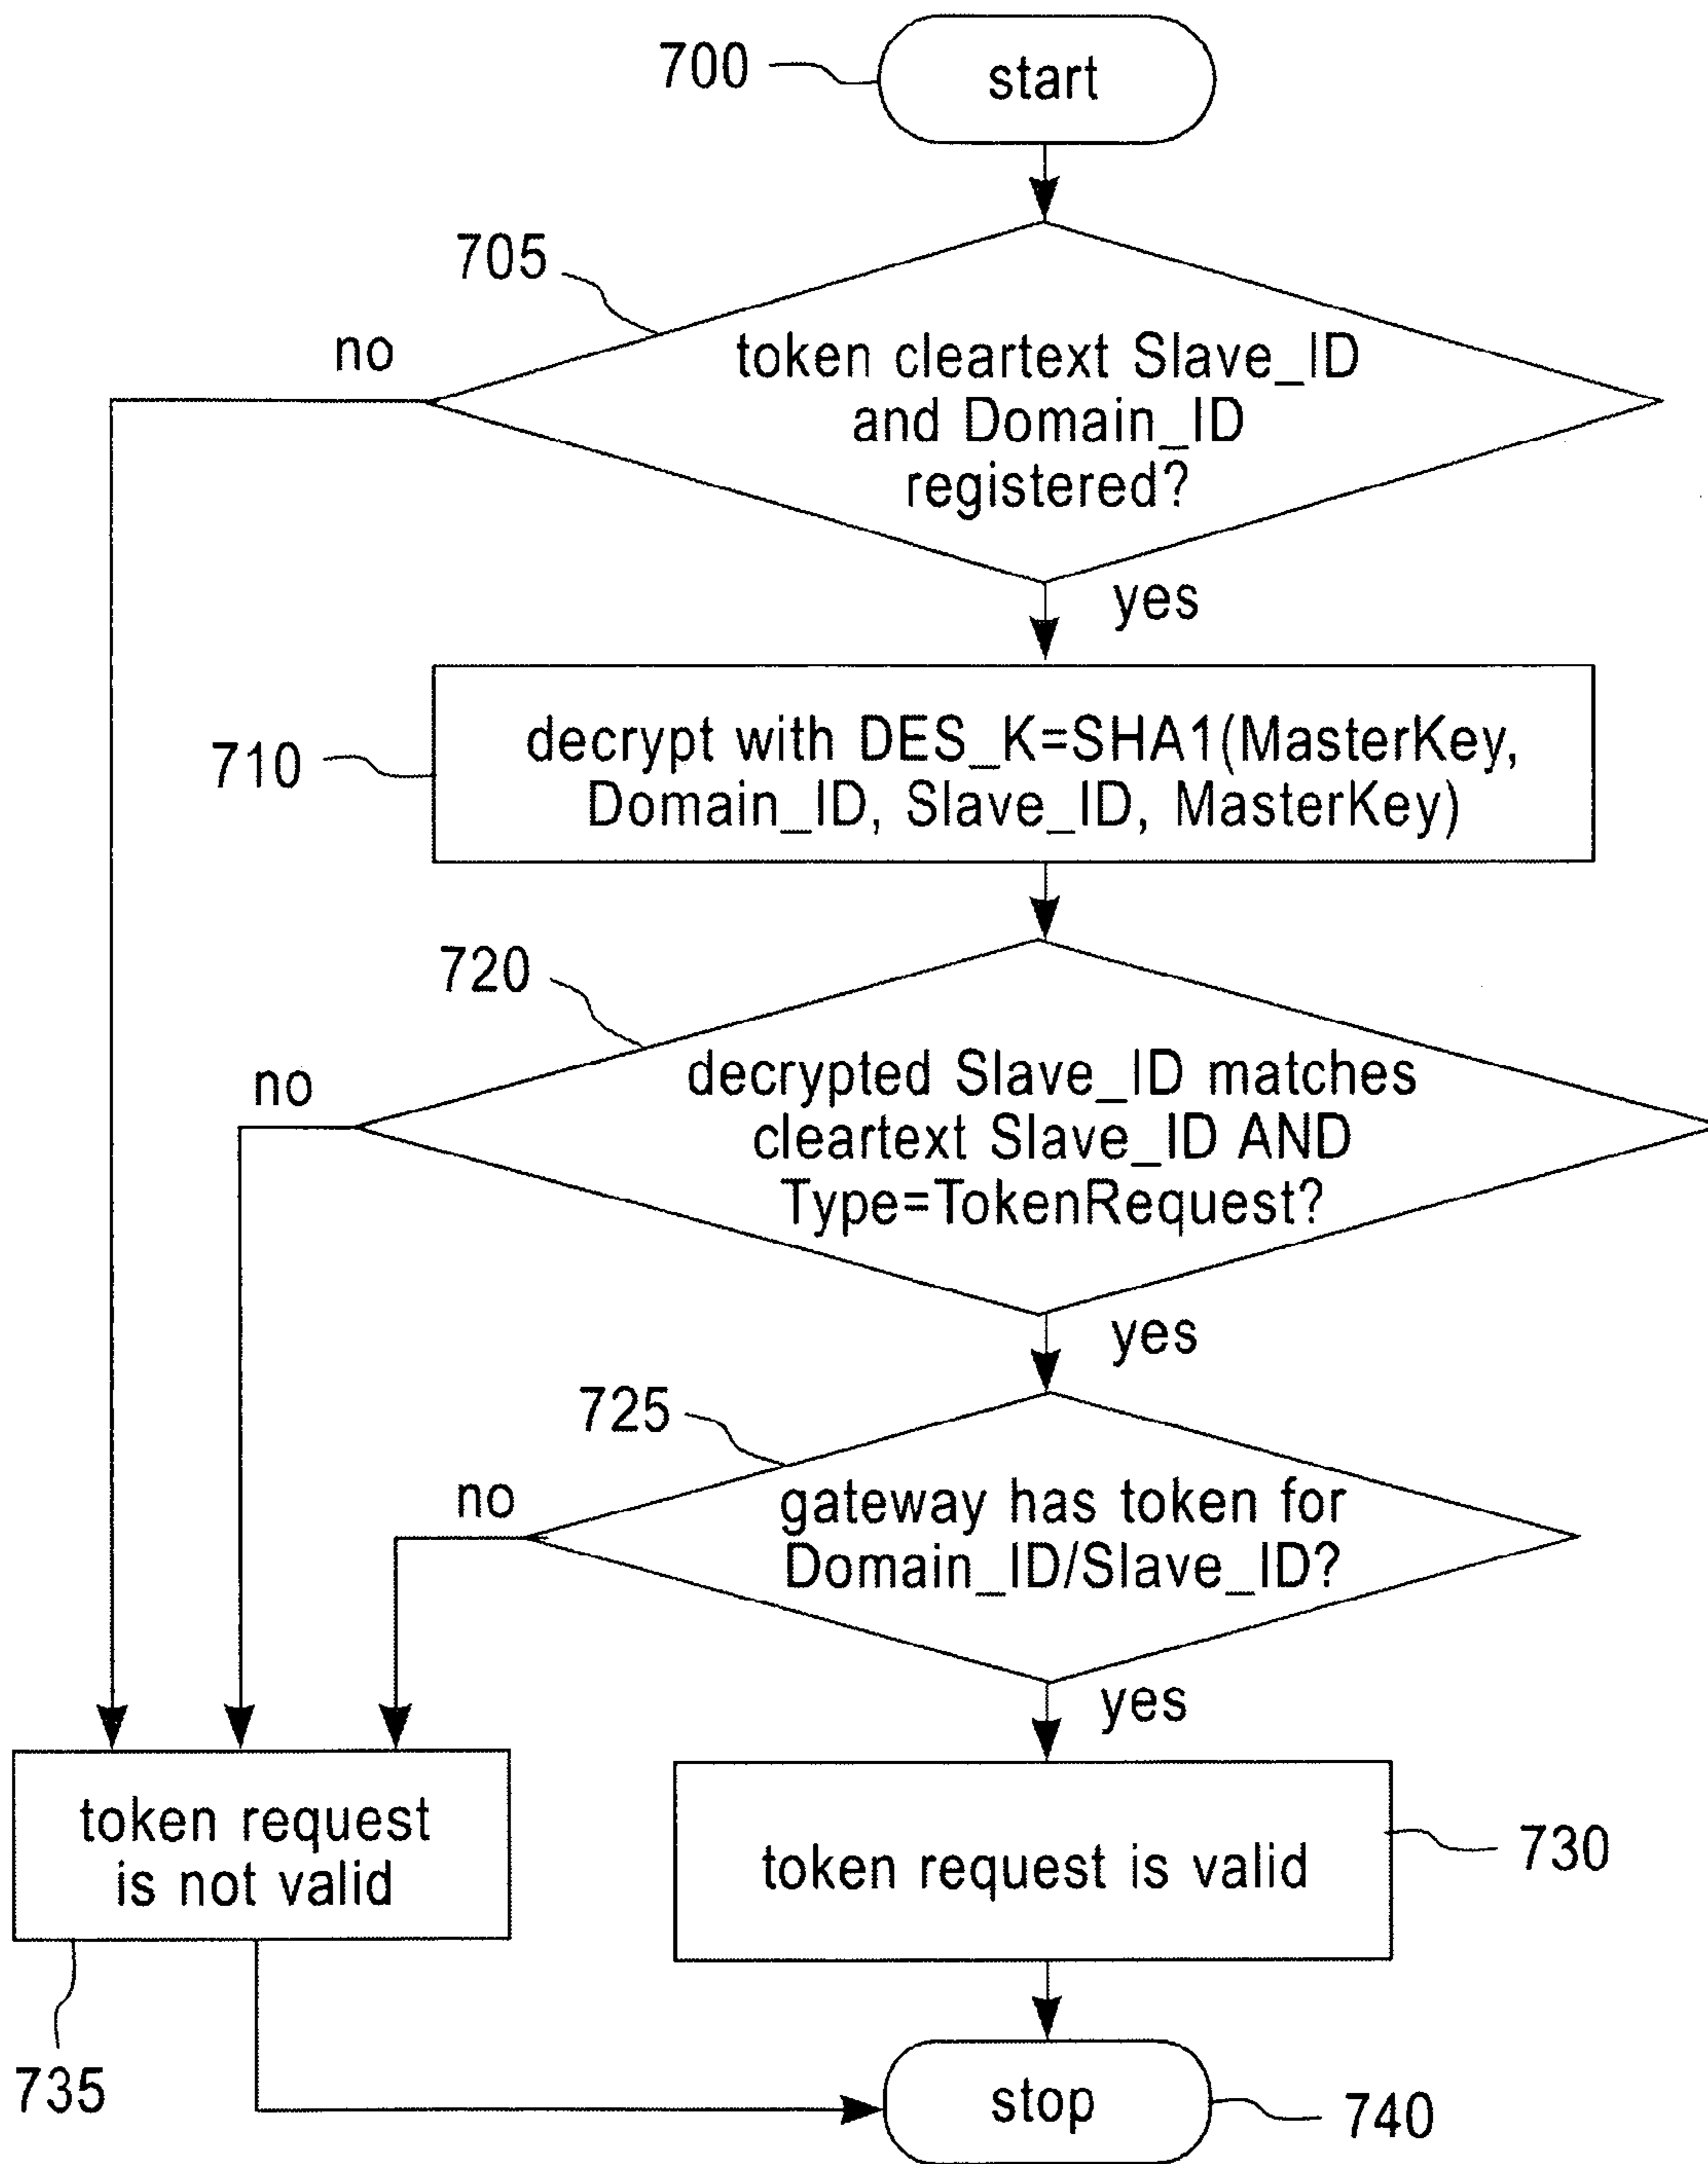 700
start
705
no
token cleartext Slave_ID
and Domain_ID
registered?
yes
710
decrypt with DES_K=SHA1(MasterKey,
Domain_ID, Slave_ID, MasterKey)
720
no
decrypted Slave_ID matches
cleartext Slave_ID AND
Type=TokenRequest?
yes
725
no
gateway has token for
Domain_ID/Slave_ID?
yes
token request
is not valid
token request is valid
730
735
stop
740